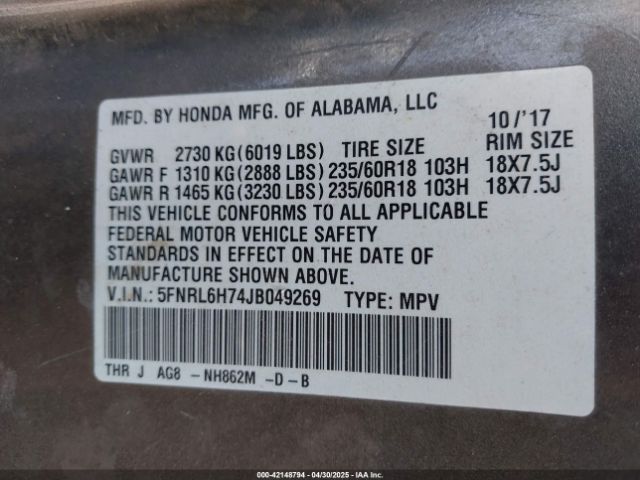 MFD. BY HONDA MFG. OF ALABAMA, LLC 10/'17
GVWR 2730 KG(6019 LBS) TIRE SIZE RIM SIZE
GAWR F 1310 KG(2888 LBS) 235/60R18 103H 18X7.5J
GAWR R 1465 KG(3230 LBS) 235/60R18 103H 18X7.5J
THIS VEHICLE CONFORMS TO ALL APPLICABLE
FEDERAL MOTOR VEHICLE SAFETY
STANDARDS IN EFFECT ON THE DATE OF
MANUFACTURE SHOWN ABOVE.
V.I.N.: 5FNRL6H74JB049269 TYPE: MPV
THR J AG8 - NH862M -D-B
000-42148794 - 04/30/2025 - IAA Inc.